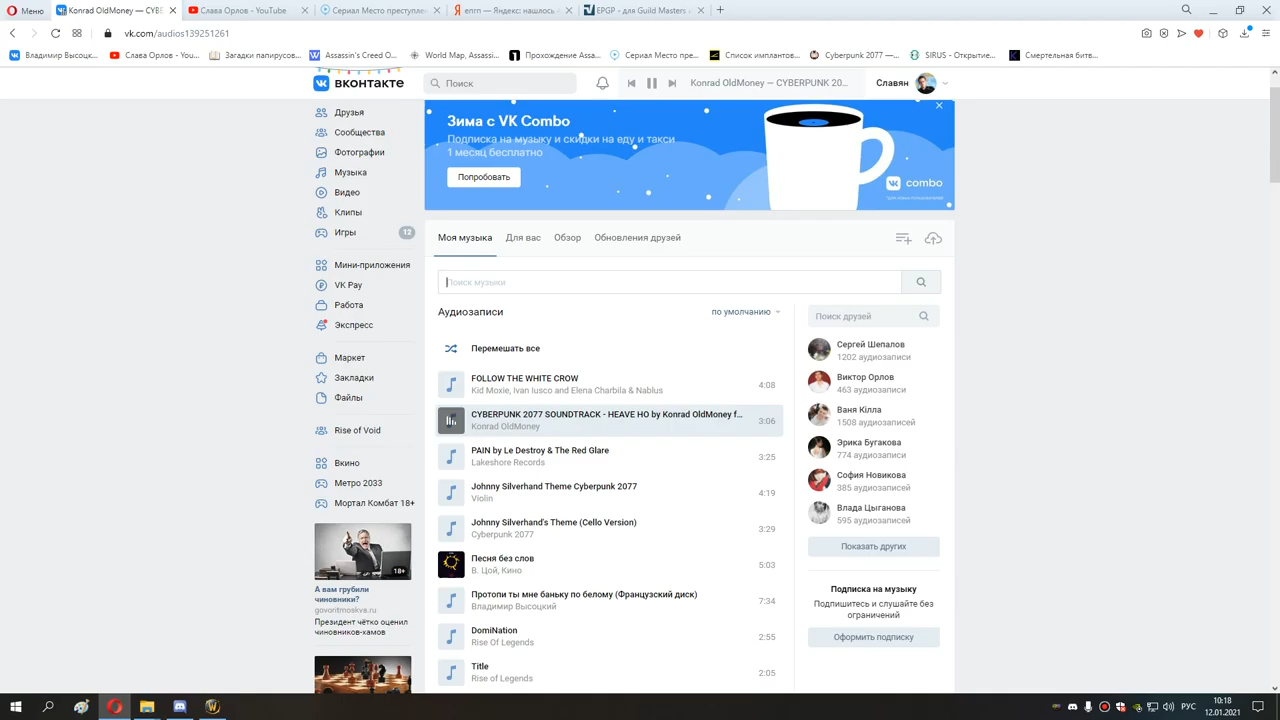 Меню
Konrad OldMoney — CYBE
Слава Орлов - YouTube
Сериал Место преступле
enгп — Яндекс: нашлось
EPGP - для Guild Masters и
vk.com/audios139251261
Владимир Высоцк...
Слава Орлов - You...
Загадки папирусов...
Assassin's Creed O...
World Map, Assassi...
Прохождение Assa...
Сериал Место пре...
Список имплантов...
Cyberpunk 2077 —...
SIRUS - Открытие...
Смертельная битв...
вконтакте
Поиск
Konrad OldMoney — CYBERPUNK 20...
Славян
Друзья
Сообщества
Фотографии
Музыка
Видео
Клипы
Игры
12
Мини-приложения
VK Pay
Работа
Экспресс
Маркет
Закладки
Файлы
Rise of Void
Вкино
Метро 2033
Мортал Комбат 18+
18+
А вам грубили
чиновники?
govoritmoskva.ru
Президент чётко оценил
чиновников-хамов
Зима с VK Combo
Подписка на музыку и скидки на еду и такси
1 месяц бесплатно
Попробовать
combo
*для новых пользователей
Моя музыка
Для вас
Обзор
Обновления друзей
Поиск музыки
Аудиозаписи
по умолчанию
Перемешать все
FOLLOW THE WHITE CROW
Kid Moxie, Ivan Iusco and Elena Charbila & Nablus
4:08
CYBERPUNK 2077 SOUNDTRACK - HEAVE HO by Konrad OldMoney f...
Konrad OldMoney
3:06
PAIN by Le Destroy & The Red Glare
Lakeshore Records
3:25
Johnny Silverhand Theme Cyberpunk 2077
Violin
4:19
Johnny Silverhand's Theme (Cello Version)
Cyberpunk 2077
3:29
Песня без слов
В. Цой, Кино
5:03
Протопи ты мне баньку по белому (Французский диск)
Владимир Высоцкий
7:34
DomiNation
Rise Of Legends
2:55
Title
Rise of Legends
2:05
Поиск друзей
Сергей Шепалов
1202 аудиозаписи
Виктор Орлов
463 аудиозаписи
Ваня Кілла
1508 аудиозаписей
Эрика Бугакова
774 аудиозаписи
София Новикова
385 аудиозаписей
Влада Цыганова
595 аудиозаписей
Показать других
Подписка на музыку
Подпишитесь и слушайте без
ограничений
Оформить подписку
РУС
10:18
12.01.2021